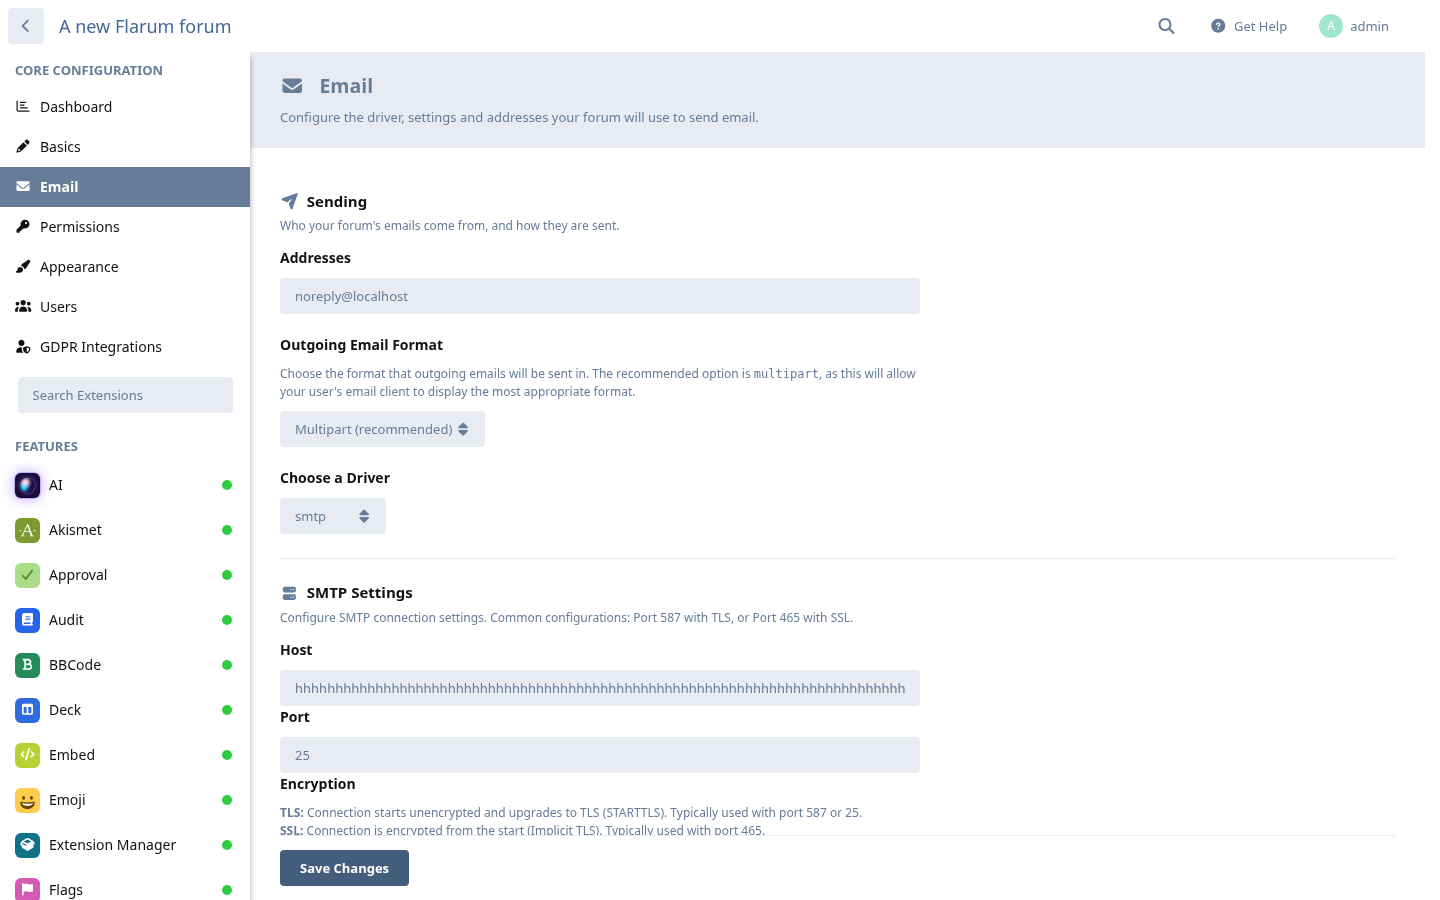 A new Flarum forum
Get Help
A
admin
CORE CONFIGURATION
Dashboard
Basics
Email
Permissions
Appearance
Users
GDPR Integrations
Search Extensions
FEATURES
AI
Akismet
Approval
Audit
BBCode
Deck
Embed
Emoji
Extension Manager
Flags
Email
Configure the driver, settings and addresses your forum will use to send email.
Sending
Who your forum's emails come from, and how they are sent.
Addresses
noreply@localhost
Outgoing Email Format
Choose the format that outgoing emails will be sent in. The recommended option is multipart, as this will allow
your user's email client to display the most appropriate format.
Multipart (recommended)
Choose a Driver
smtp
SMTP Settings
Configure SMTP connection settings. Common configurations: Port 587 with TLS, or Port 465 with SSL.
Host
Port
25
Encryption
TLS: Connection starts unencrypted and upgrades to TLS (STARTTLS). Typically used with port 587 or 25.
SSL: Connection is encrypted from the start (Implicit TLS). Typically used with port 465.
Save Changes